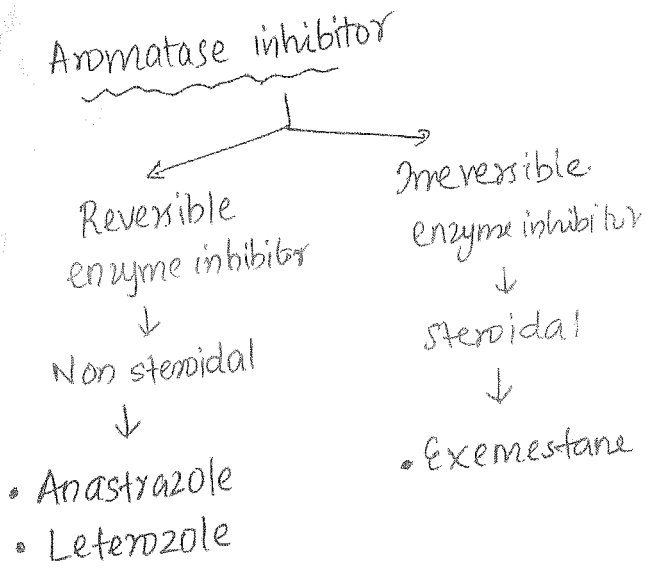 Aromatase inhibitor
Reversible
enzyme inhibitor
↓
Non steroidal
↓
• Anastrazole
• Leterozole
Irreversible
enzyme inhibitor
↓
Steroidal
↓
• Exemestane